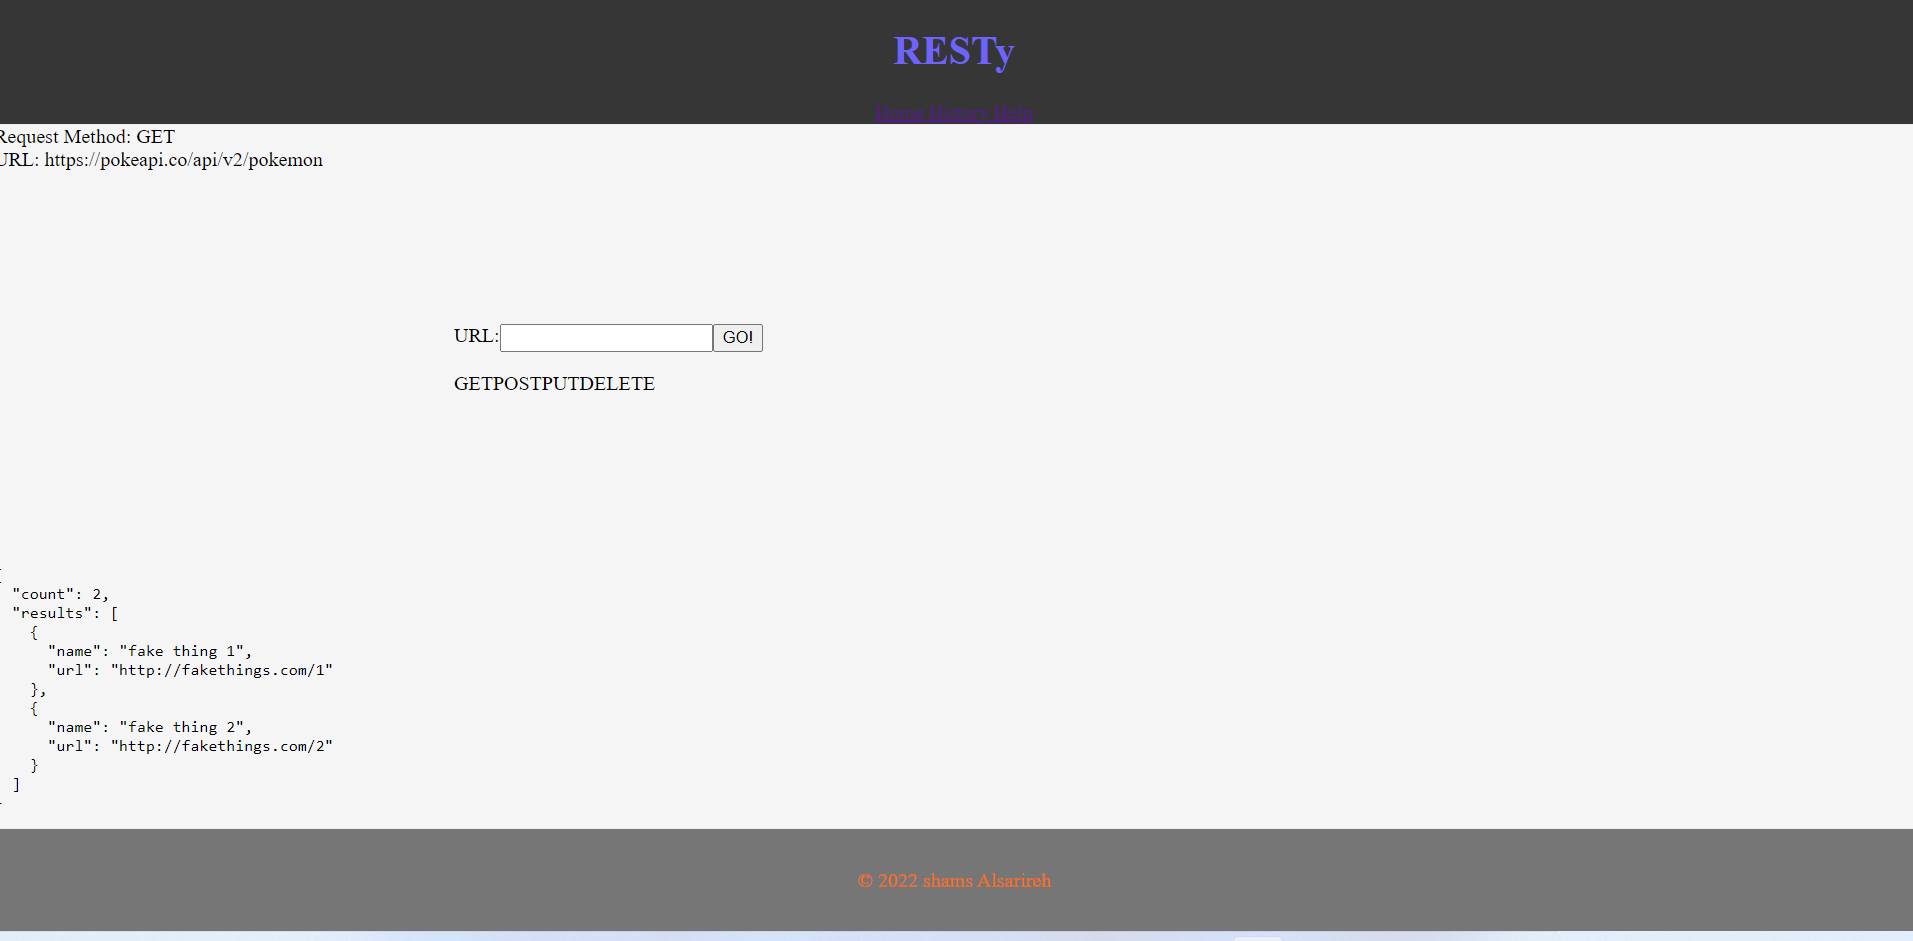 RESTy
Home History Help
Request Method: GET
URL: https://pokeapi.co/api/v2/pokemon
URL: GO!
GETPOSTPUTDELETE
{
"count": 2,
"results": [
{
"name": "fake thing 1",
"url": "http://fakethings.com/1"
},
{
"name": "fake thing 2",
"url": "http://fakethings.com/2"
}
]
}
© 2022 shams Alsarireh